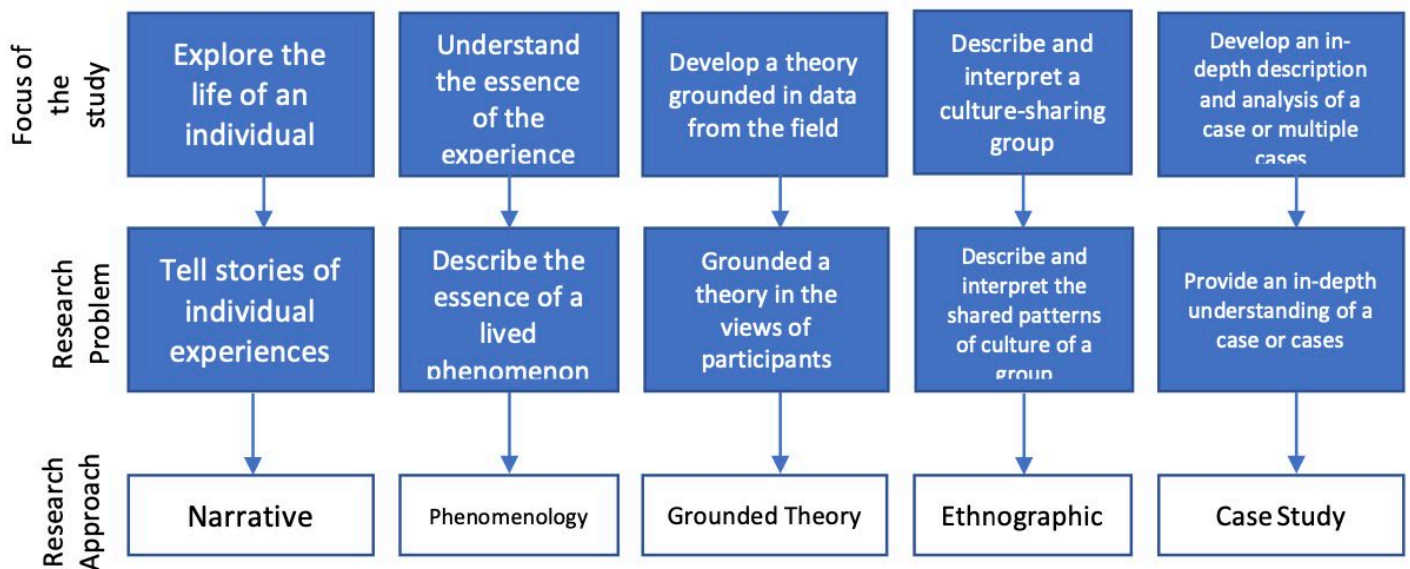 Focus of
the
study
Explore the
life of an
individual
Understand
the essence
of the
experience
Develop a theory
grounded in data
from the field
Describe and
interpret a
culture-sharing
group
Develop an in-
depth description
and analysis of a
case or multiple
cases
Research
Problem
Tell stories of
individual
experiences
Describe the
essence of a
lived
phenomenon
Grounded a
theory in the
views of
participants
Describe and
interpret the
shared patterns
of culture of a
group
Provide an in-depth
understanding of a
case or cases
Research
Approach
Narrative
Phenomenology
Grounded Theory
Ethnographic
Case Study